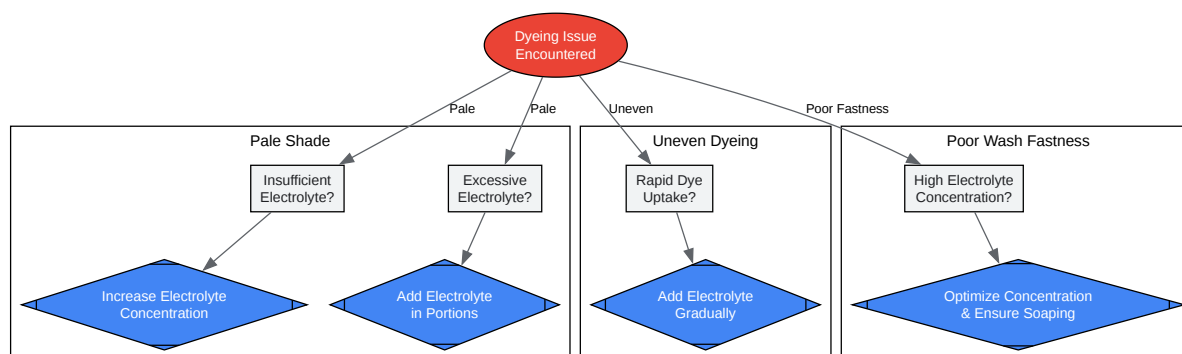 Dyeing Issue
Encountered
Pale
Pale
Uneven
Poor Fastness
Pale Shade
Uneven Dyeing
Poor Wash Fastness
Insufficient
Electrolyte?
Excessive
Electrolyte?
Rapid Dye
Uptake?
High Electrolyte
Concentration?
Increase Electrolyte
Concentration
Add Electrolyte
in Portions
Add Electrolyte
Gradually
Optimize Concentration
& Ensure Soaping